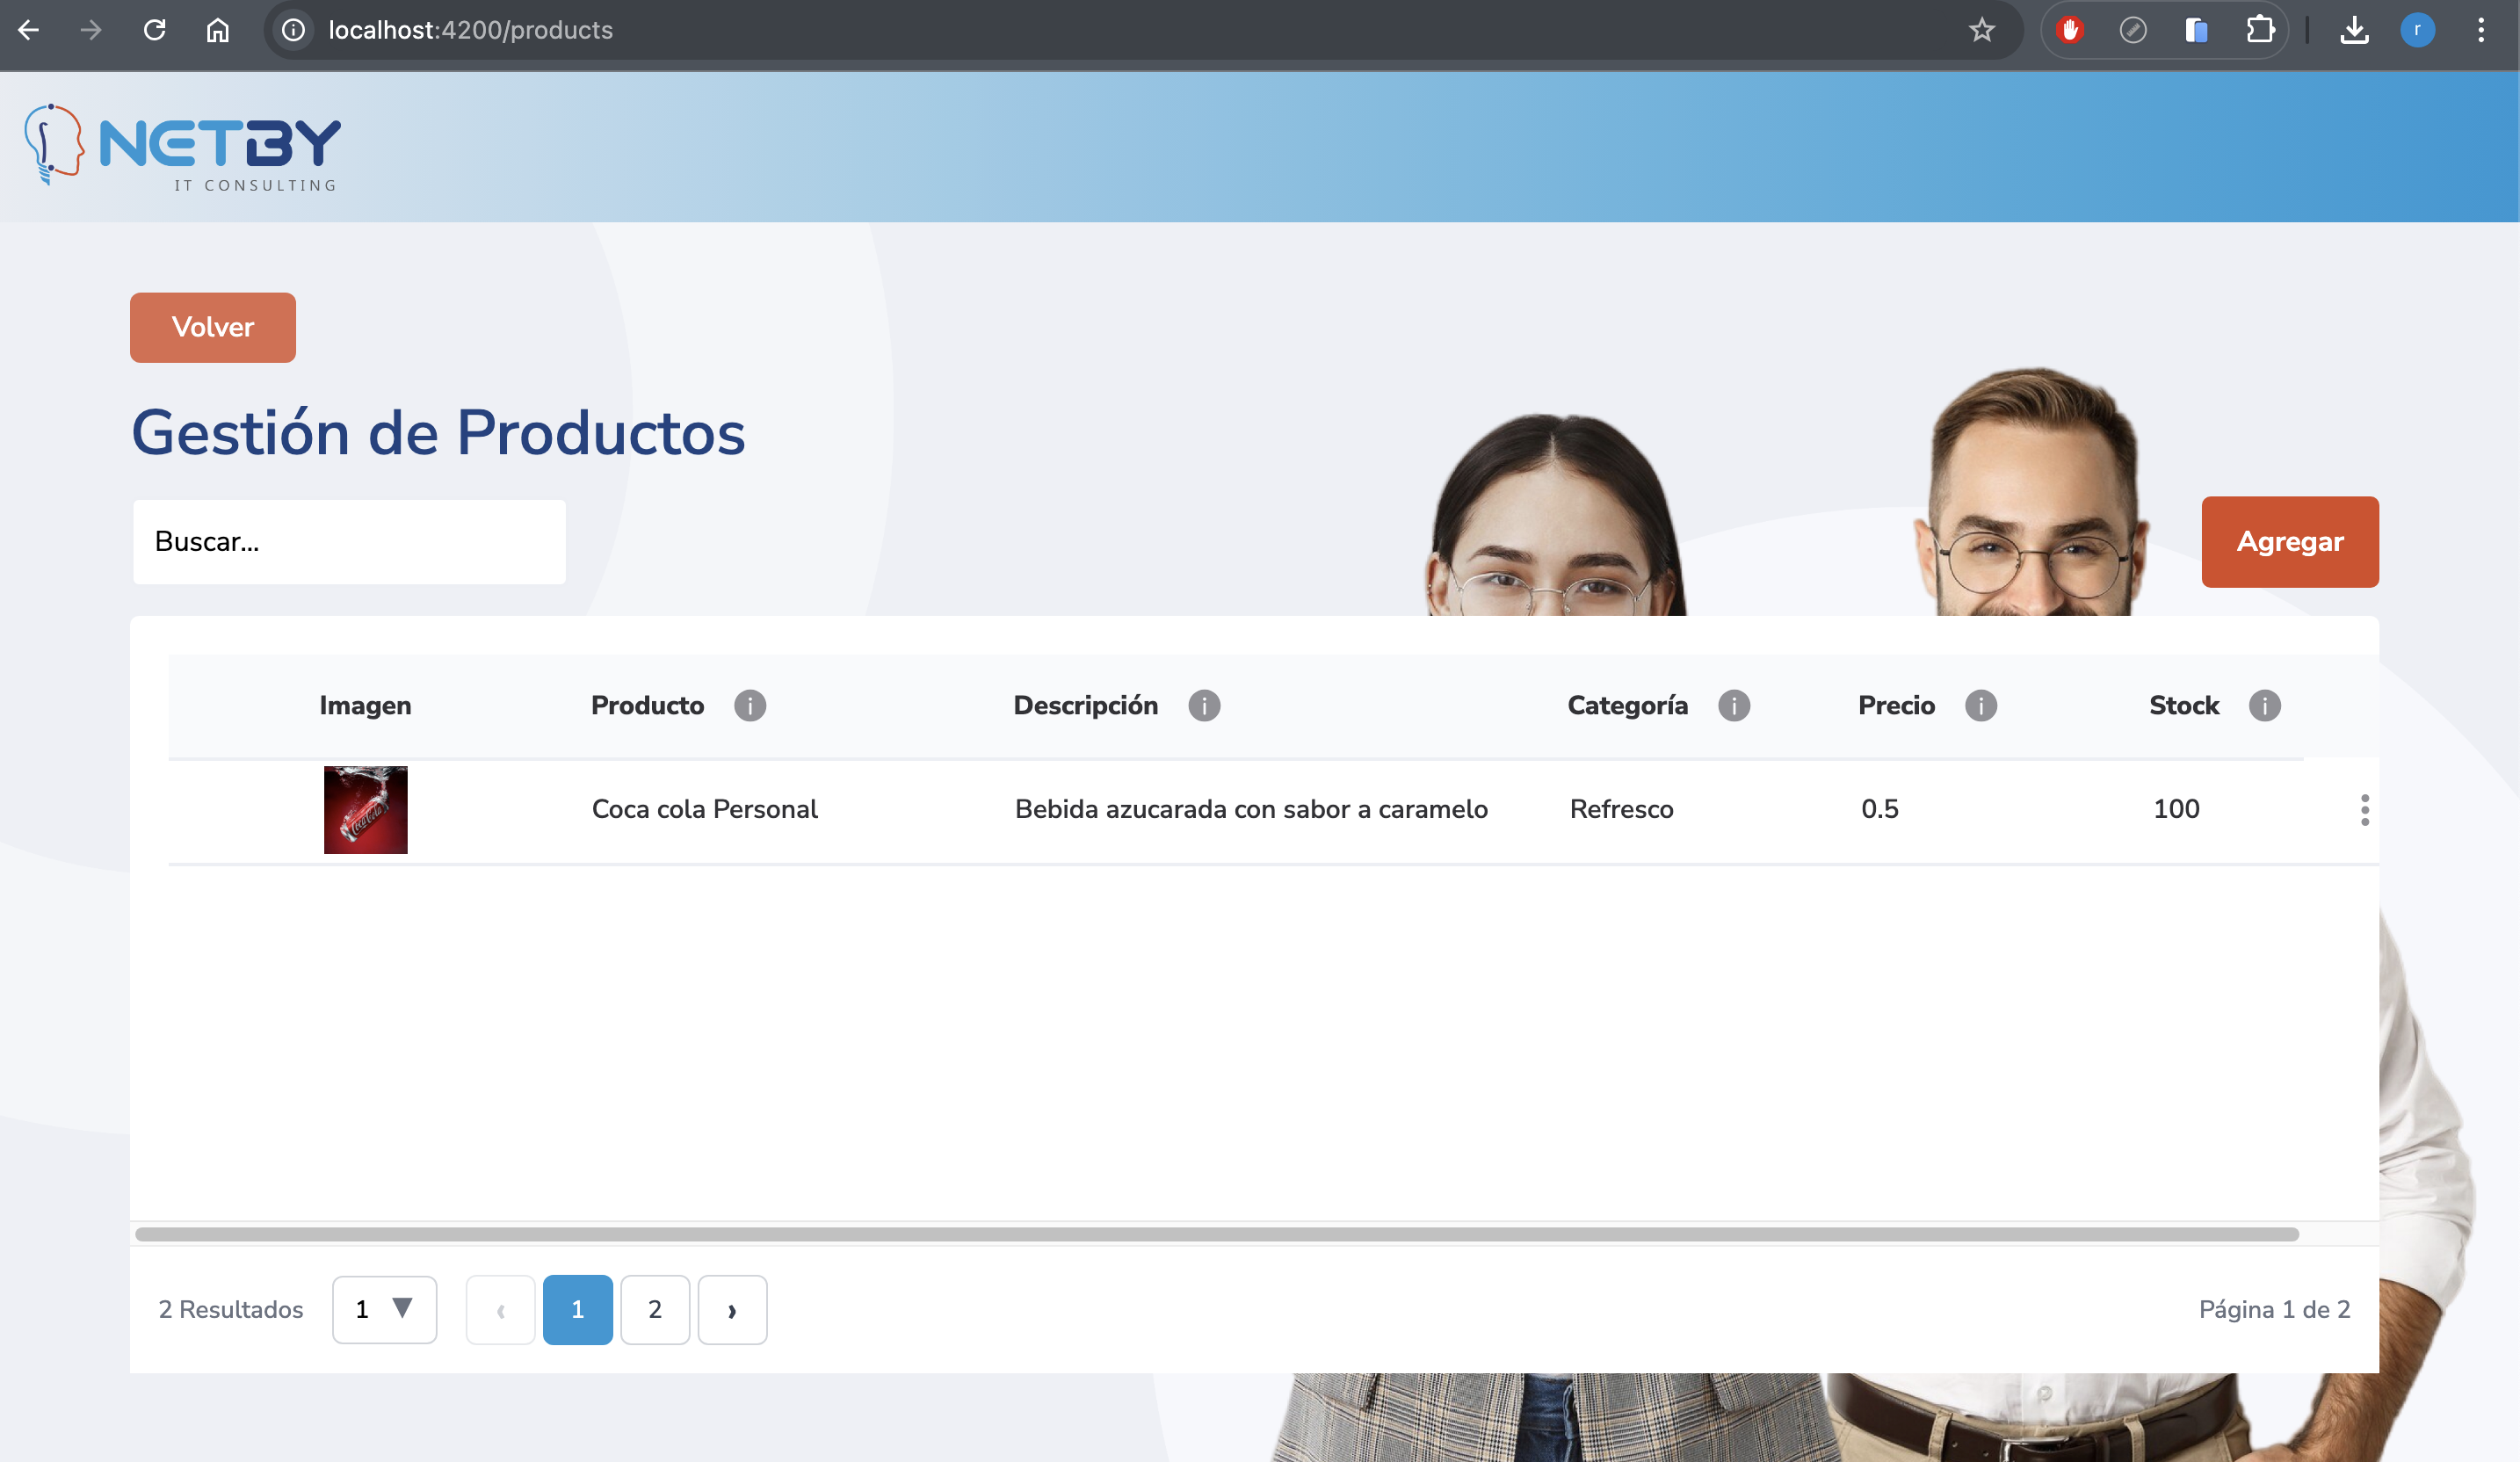 localhost:4200/products
r
NETBY
IT CONSULTING
Volver
Gestión de Productos
Buscar...
Agregar
Imagen Producto i Descripción i Categoría i Precio i Stock i
Coca-Cola
Coca cola Personal Bebida azucarada con sabor a caramelo Refresco 0.5 100
2 Resultados 1 ▼ ‹ 1 2 › Página 1 de 2